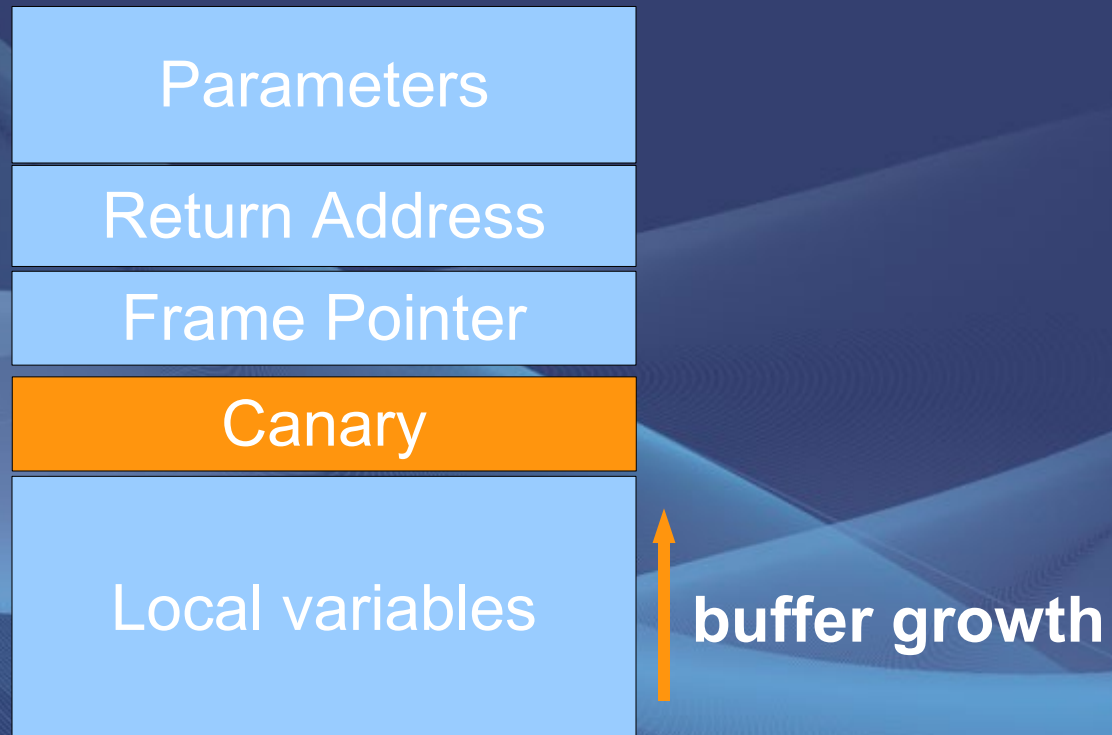 Parameters
Return Address
Frame Pointer
Canary
Local variables
buffer growth